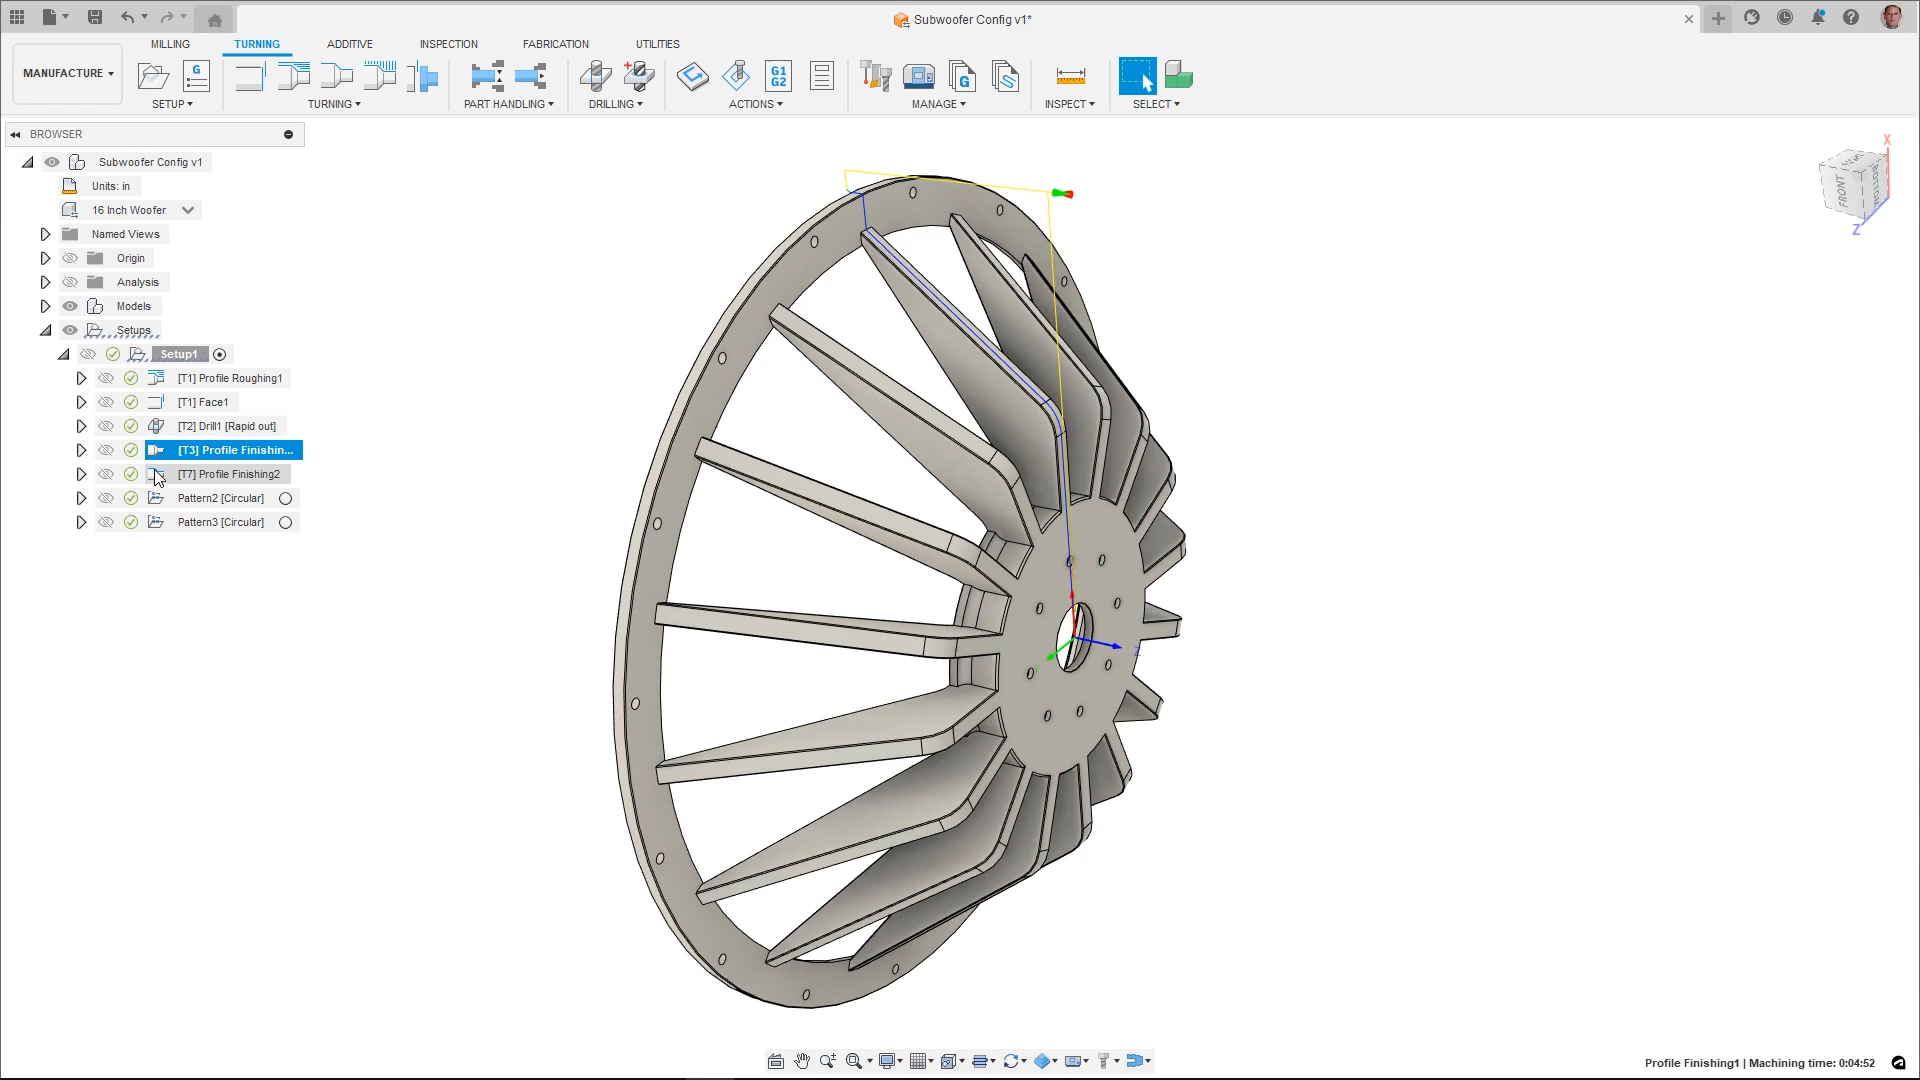 Subwoofer Config v1*
MILLING
TURNING
ADDITIVE
INSPECTION
FABRICATION
UTILITIES
MANUFACTURE
G
G1
G2
G
SETUP
TURNING
PART HANDLING
DRILLING
ACTIONS
MANAGE
INSPECT
SELECT
BROWSER
Subwoofer Config v1
Units: in
16 Inch Woofer
Named Views
Origin
Analysis
Models
Setups
Setup1
[T1] Profile Roughing1
[T1] Face1
[T2] Drill1 [Rapid out]
[T3] Profile Finishin...
[T7] Profile Finishing2
Pattern2 [Circular]
Pattern3 [Circular]
X
FRONT
Z
Z
Profile Finishing1 | Machining time: 0:04:52